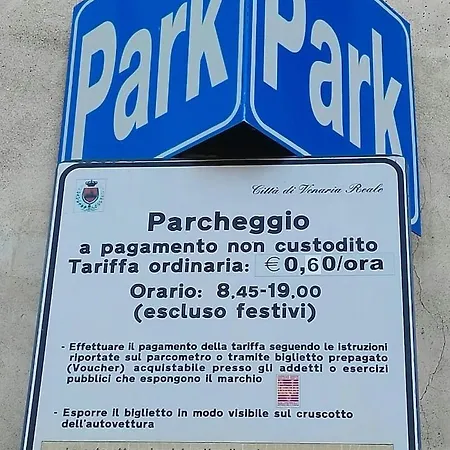 Park
Park
Città di Venaria Reale
Parcheggio
a pagamento non custodito
Tariffa ordinaria: €0,60/ora
Orario: 8.45-19.00
(escluso festivi)
- Effettuare il pagamento della tariffa seguendo le istruzioni
riportate sul parcometro o tramite biglietto prepagato
(Voucher) acquistabile presso gli addetti o esercizi
pubblici che espongono il marchio
- Esporre il biglietto in modo visibile sul cruscotto
dell'autovettura